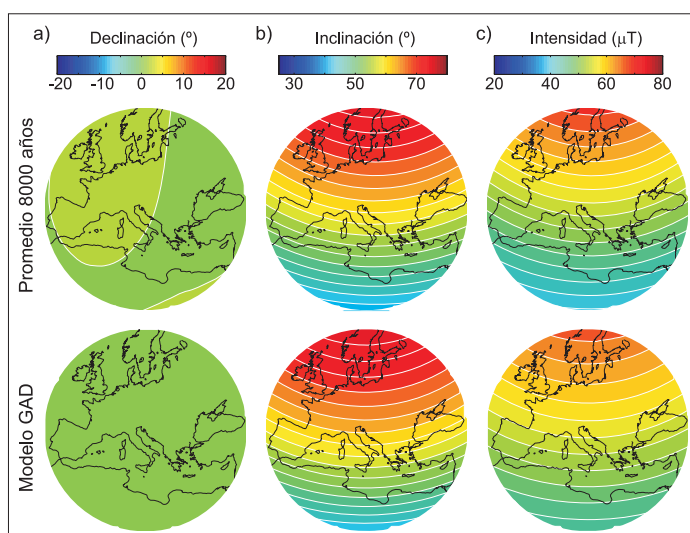 a) Declinación (º)
-20 -10 0 10 20
b) Inclinación (º)
30 50 70
c) Intensidad (μT)
20 40 60 80
Promedio 8000 años
Modelo GAD